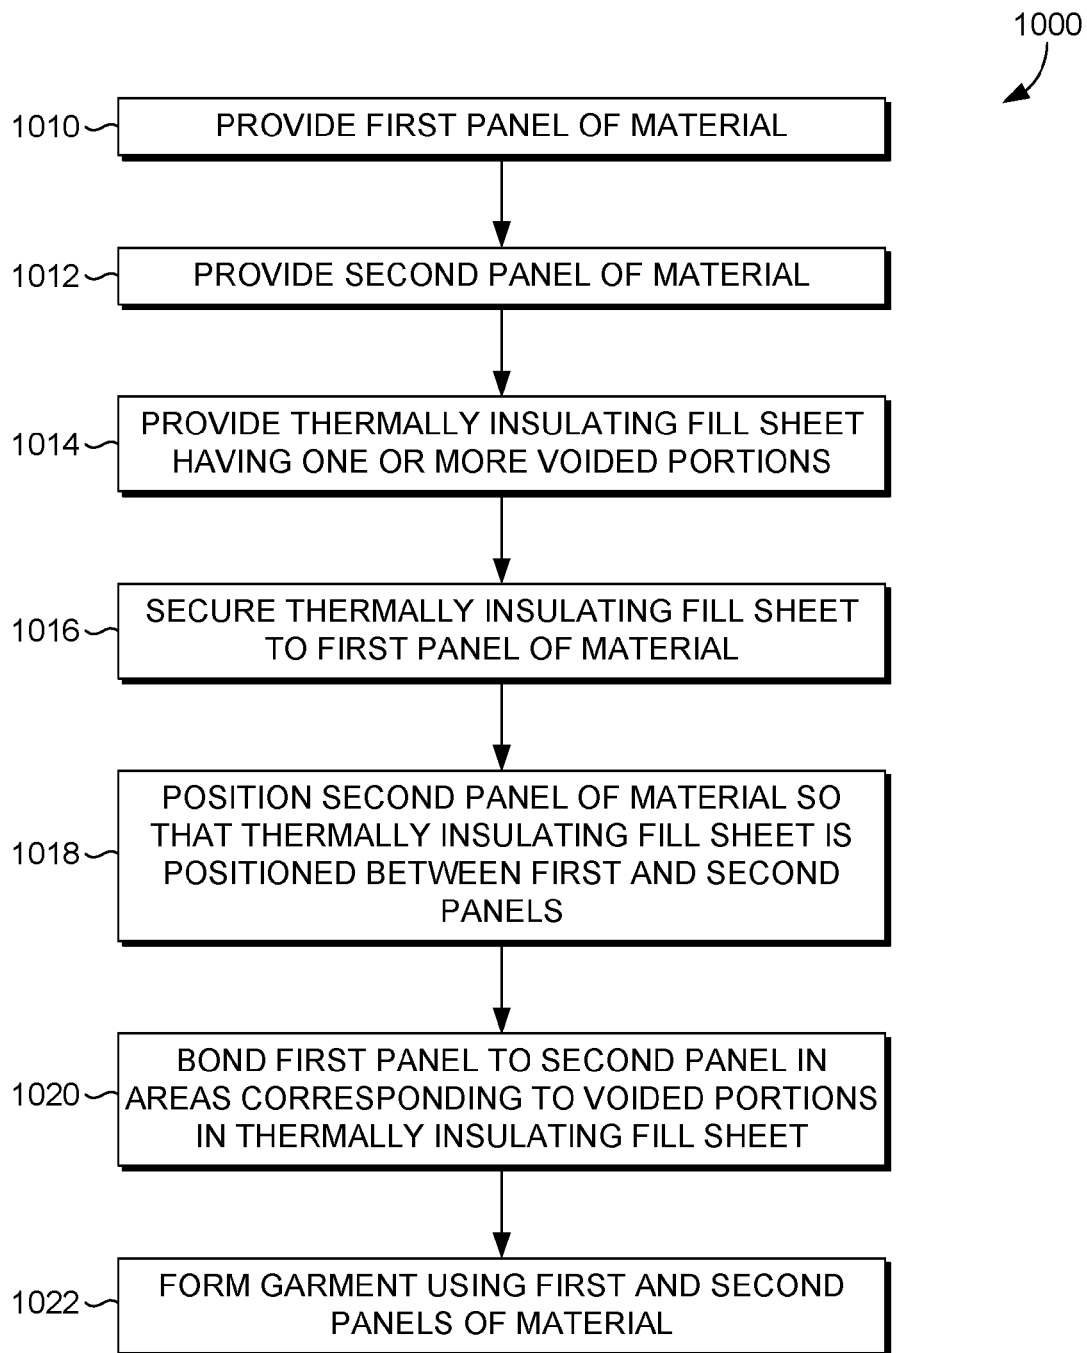 1000
1010
PROVIDE FIRST PANEL OF MATERIAL
1012
PROVIDE SECOND PANEL OF MATERIAL
1014
PROVIDE THERMALLY INSULATING FILL SHEET
HAVING ONE OR MORE VOIDED PORTIONS
1016
SECURE THERMALLY INSULATING FILL SHEET
TO FIRST PANEL OF MATERIAL
1018
POSITION SECOND PANEL OF MATERIAL SO
THAT THERMALLY INSULATING FILL SHEET IS
POSITIONED BETWEEN FIRST AND SECOND
PANELS
1020
BOND FIRST PANEL TO SECOND PANEL IN
AREAS CORRESPONDING TO VOIDED PORTIONS
IN THERMALLY INSULATING FILL SHEET
1022
FORM GARMENT USING FIRST AND SECOND
PANELS OF MATERIAL